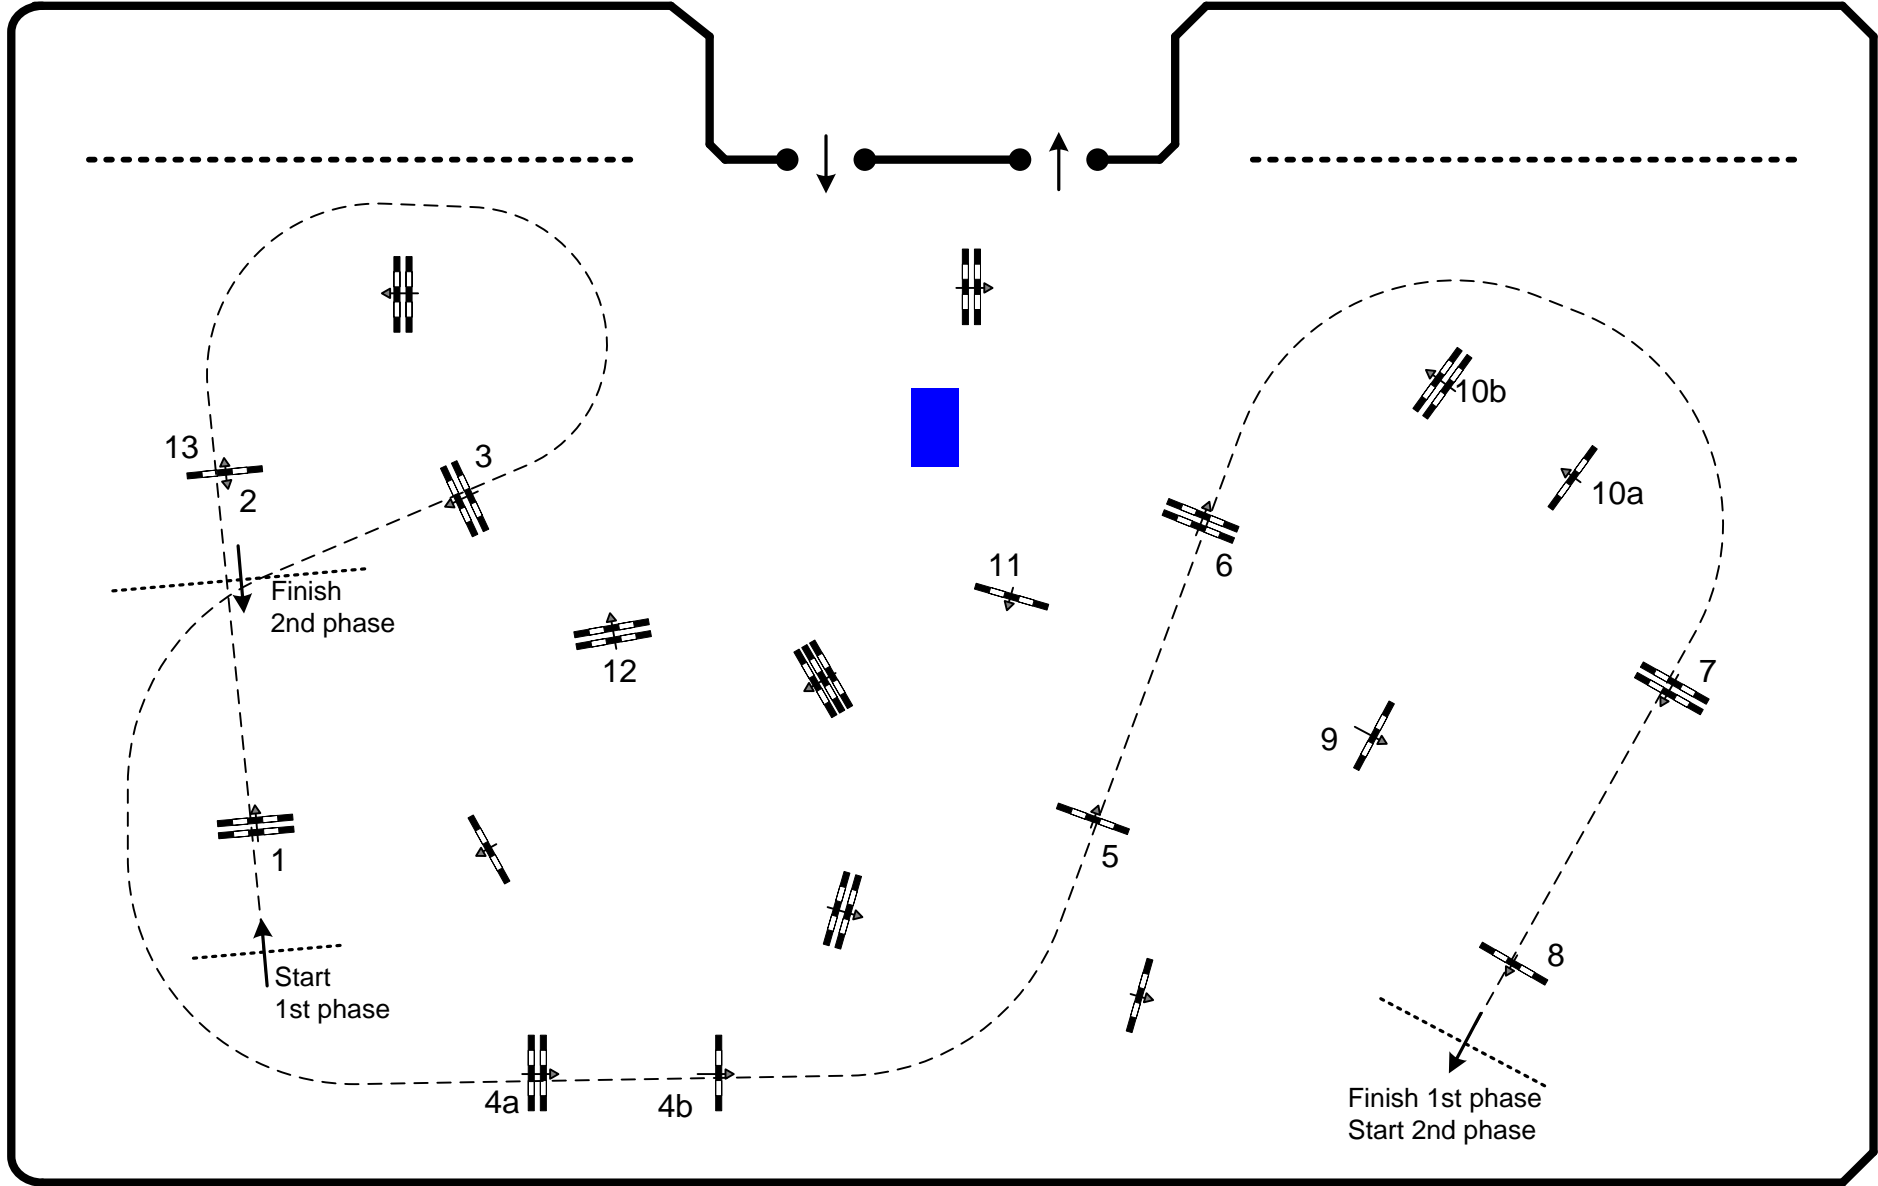 10b
13
3
10a
2
11
6
Finish
2nd phase
12
7
9
1
5
8
Start
1st phase
4a
4b
Finish 1st phase
Start 2nd phase